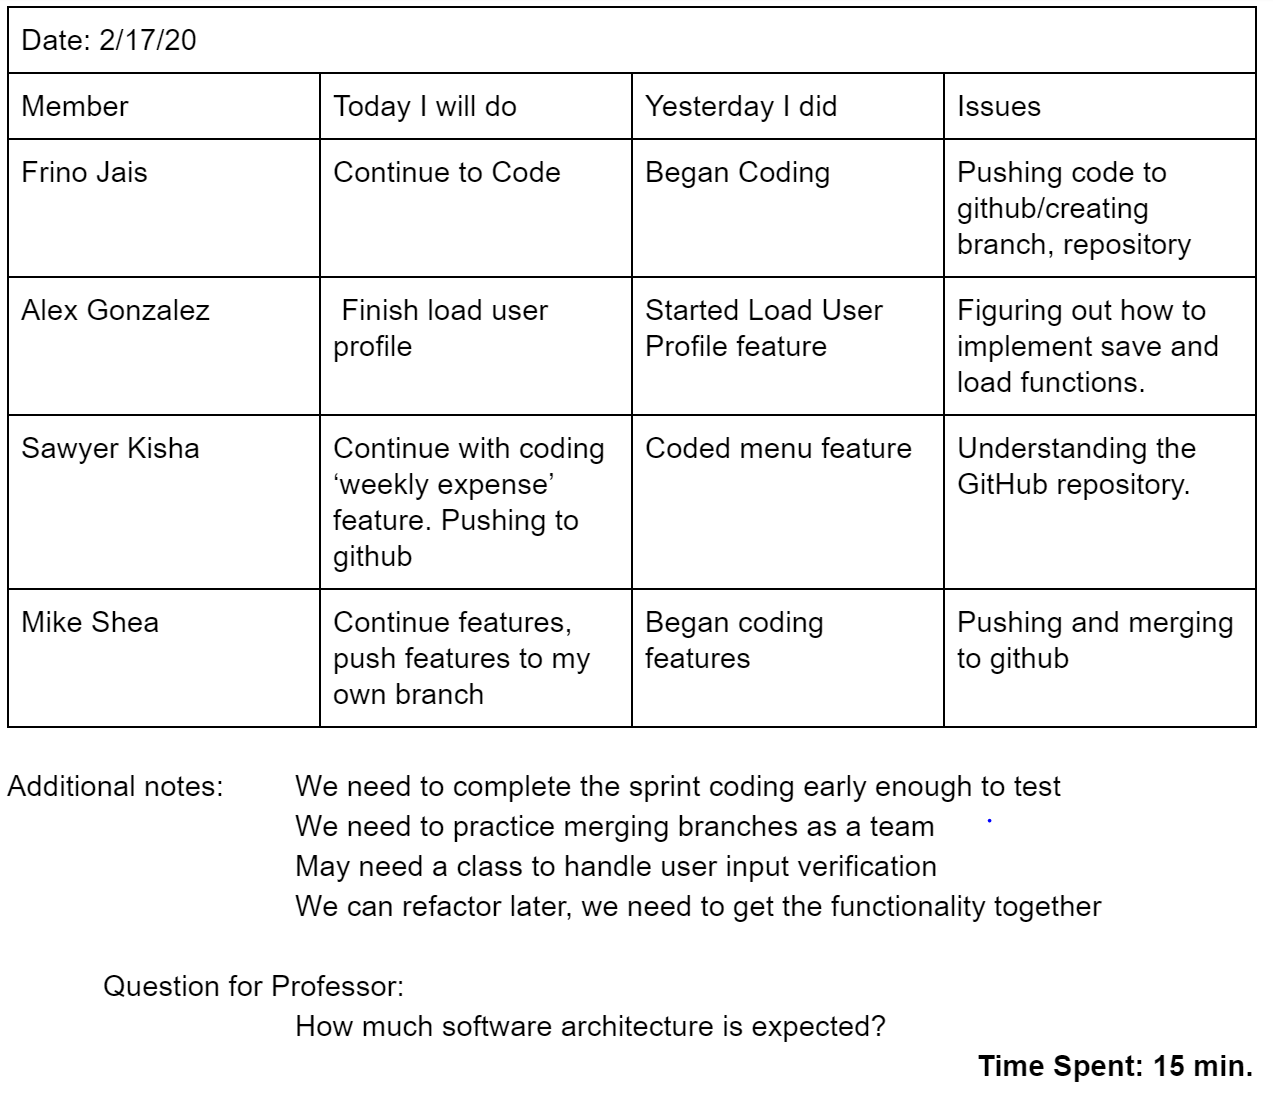 Date: 2/17/20
Member Today I will do Yesterday I did Issues
Frino Jais
Continue to Code
Began Coding
Pushing code to
github/creating
branch, repository
Alex Gonzalez
Finish load user
profile
Started Load User
Profile feature
Figuring out how to
implement save and
load functions.
Sawyer Kisha
Continue with coding
‘weekly expense’
feature. Pushing to
github
Coded menu feature
Understanding the
GitHub repository.
Mike Shea
Continue features,
push features to my
own branch
Began coding
features
Pushing and merging
to github
Additional notes: We need to complete the sprint coding early enough to test
We need to practice merging branches as a team
May need a class to handle user input verification
We can refactor later, we need to get the functionality together
Question for Professor:
How much software architecture is expected?
Time Spent: 15 min.